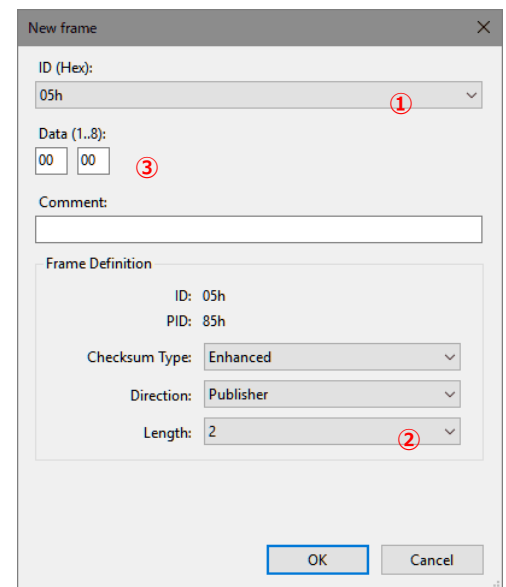 New frame
ID (Hex):
05h ①
Data (1..8):
00 00 ③
Comment:
Frame Definition
ID: 05h
PID: 85h
Checksum Type: Enhanced
Direction: Publisher
Length: 2 ②
OK Cancel